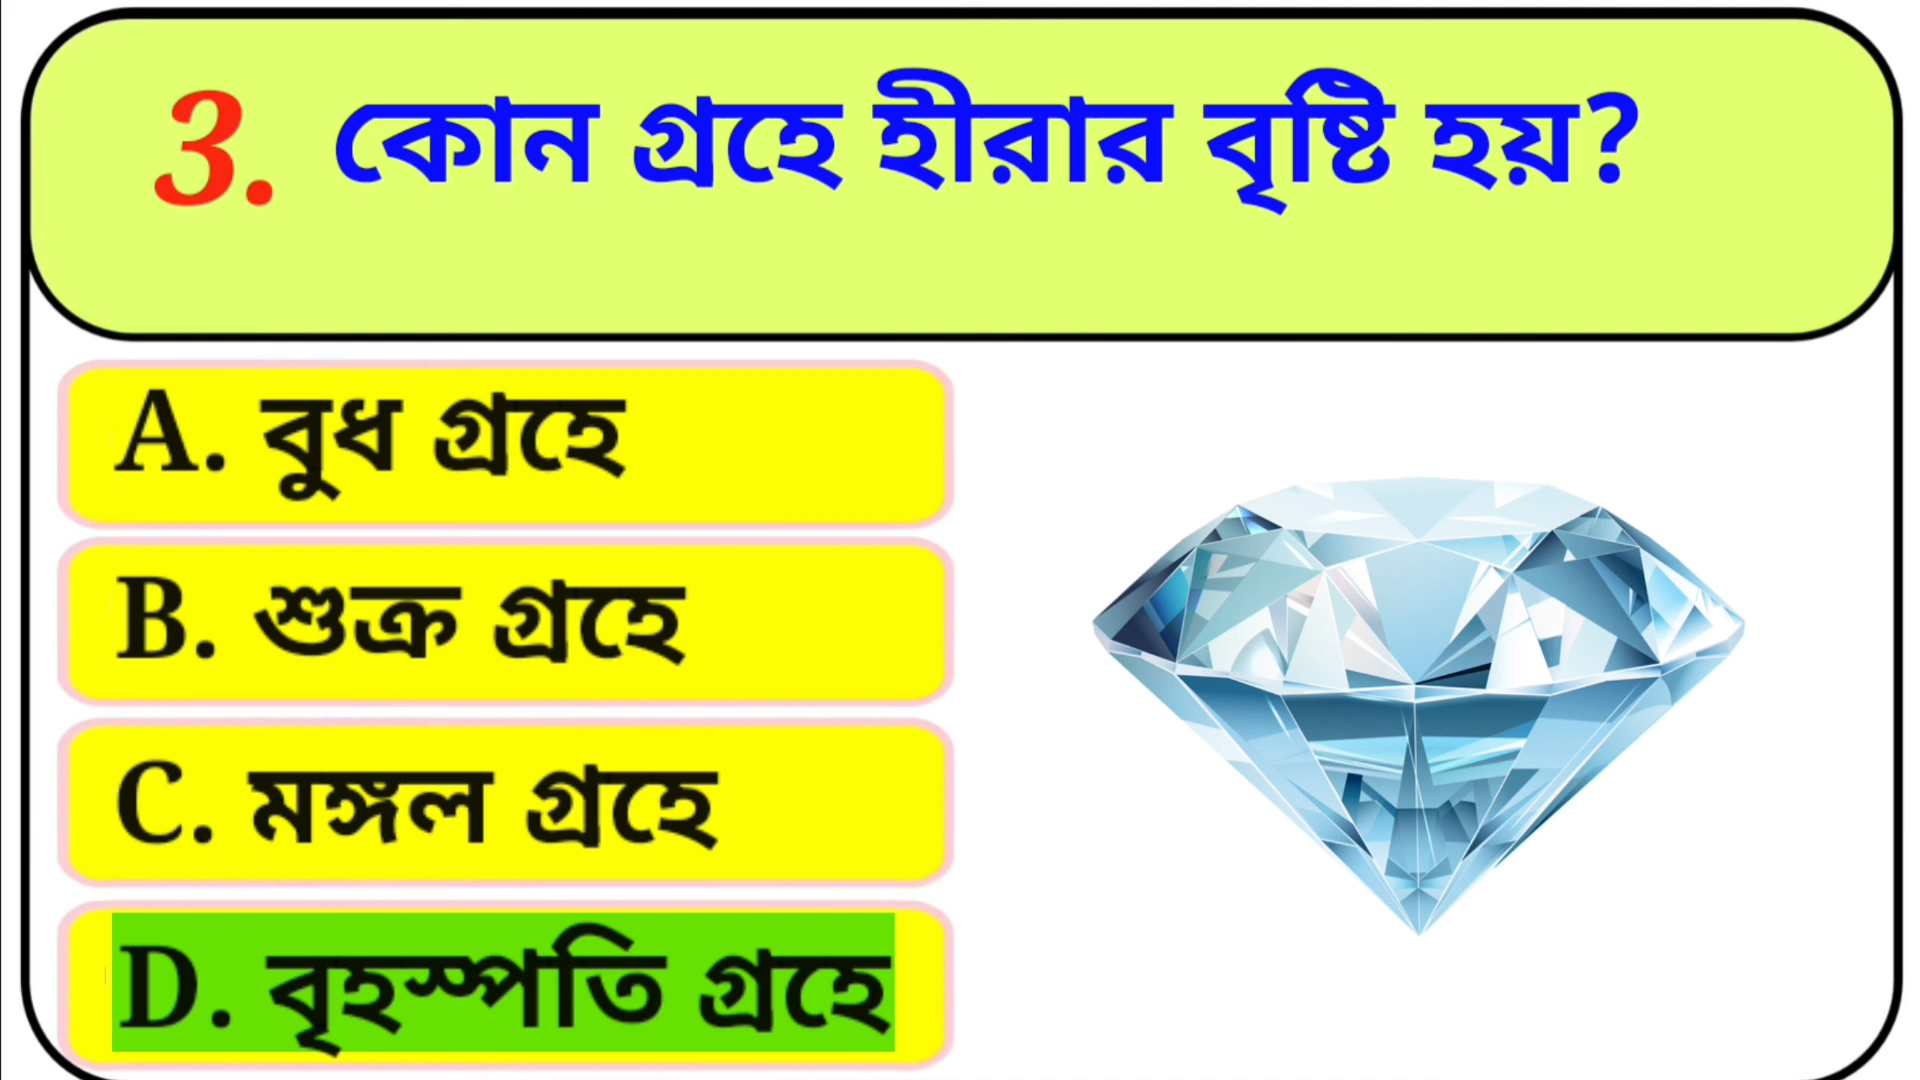 3. কোন গ্রহে হীরার বৃষ্টি হয়?
A. বুধ গ্রহে
B. শুক্র গ্রহে
C. মঙ্গল গ্রহে
D. বৃহস্পতি গ্রহে